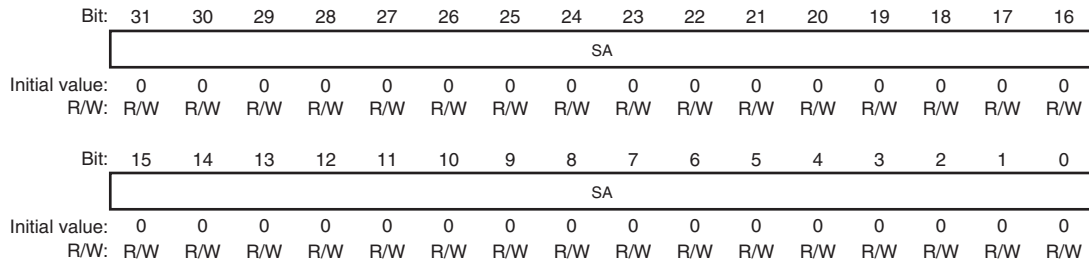 Bit: 31 30 29 28 27 26 25 24 23 22 21 20 19 18 17 16
SA
Initial value: 0 0 0 0 0 0 0 0 0 0 0 0 0 0 0 0
R/W: R/W R/W R/W R/W R/W R/W R/W R/W R/W R/W R/W R/W R/W R/W R/W R/W
Bit: 15 14 13 12 11 10 9 8 7 6 5 4 3 2 1 0
SA
Initial value: 0 0 0 0 0 0 0 0 0 0 0 0 0 0 0 0
R/W: R/W R/W R/W R/W R/W R/W R/W R/W R/W R/W R/W R/W R/W R/W R/W R/W